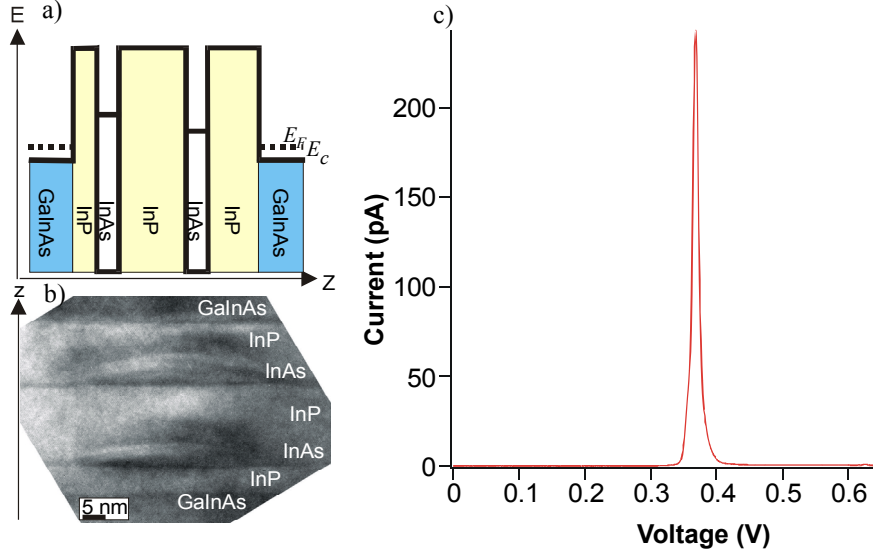 a)
E
E_F
E_c
GaInAs
InP
InAs
InP
InAs
InP
GaInAs
z
b)
z
GaInAs
InP
InAs
InP
InAs
InP
GaInAs
5 nm
c)
Current (pA)
200
150
100
50
0
0
0.1
0.2
0.3
0.4
0.5
0.6
Voltage (V)